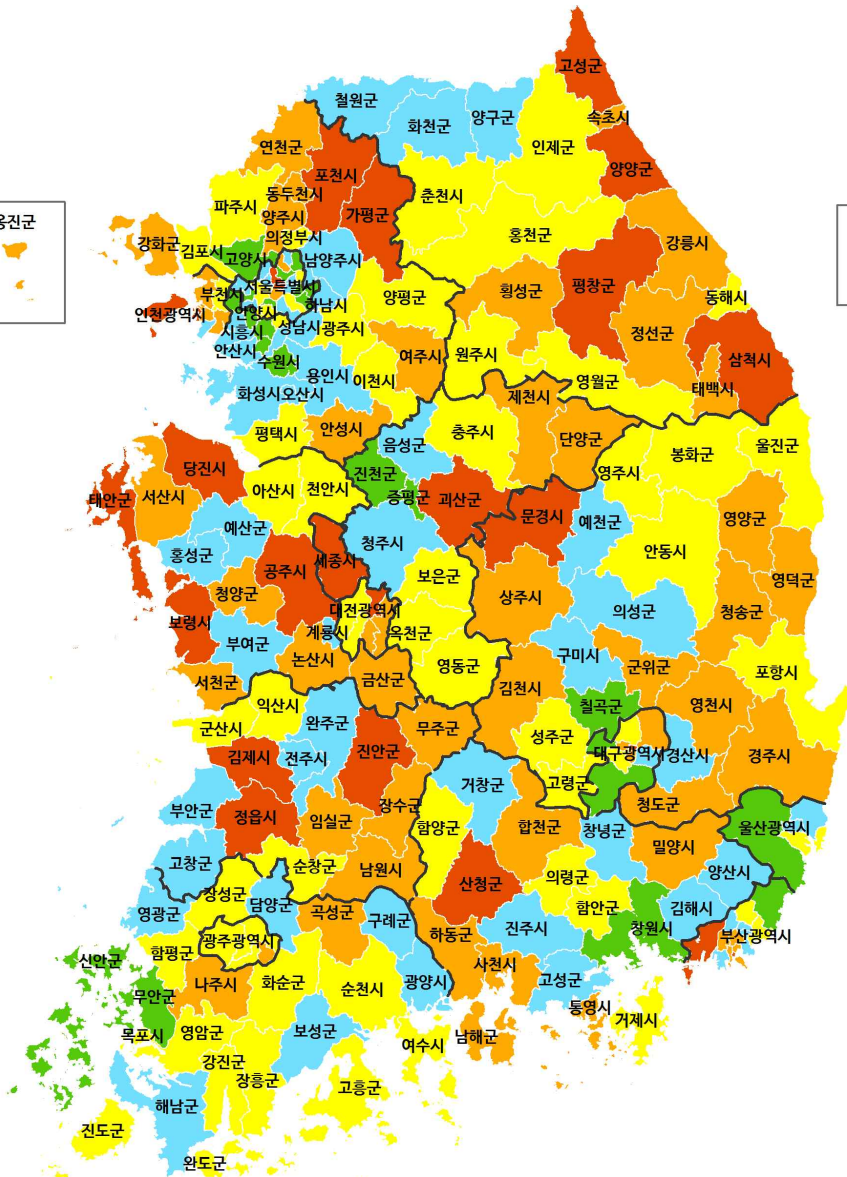 고성군
철원군
화천군
양구군
속초시
인제군
연천군
양양군
포천시
동두천시
춘천시
파주시
양주시
가평군
옹진군
홍천군
의정부시
강화군
강릉시
김포시
고양시
남양주시
서울특별시
평창군
횡성군
부천시
양평군
동해시
하남시
인천광역시
안양시
시흥시
성남시
광주시
정선군
안산시
수원시
여주시
원주시
삼척시
용인시
이천시
영월군
태백시
화성시
오산시
제천시
평택시
안성시
음성군
충주시
단양군
울진군
봉화군
당진시
진천군
영주시
아산시
천안시
태안군
서산시
증평군
괴산군
문경시
예천군
영양군
예산군
청주시
홍성군
안동시
세종시
공주시
보은군
영덕군
청양군
상주시
대전광역시
의성군
청송군
보령시
계룡시
옥천군
부여군
논산시
구미시
영동군
군위군
포항시
서천군
금산군
김천시
익산시
칠곡군
영천시
완주군
군산시
무주군
성주군
진안군
대구광역시
경산시
경주시
김제시
전주시
거창군
고령군
장수군
청도군
부안군
정읍시
임실군
함양군
합천군
창녕군
울산광역시
밀양시
고창군
순창군
남원시
양산시
장성군
산청군
의령군
담양군
영광군
곡성군
구례군
함안군
김해시
진주시
창원시
하동군
부산광역시
광주광역시
함평군
신안군
사천시
나주시
화순군
순천시
광양시
고성군
무안군
통영시
거제시
목포시
영암군
보성군
남해군
여수시
강진군
장흥군
고흥군
해남군
진도군
완도군